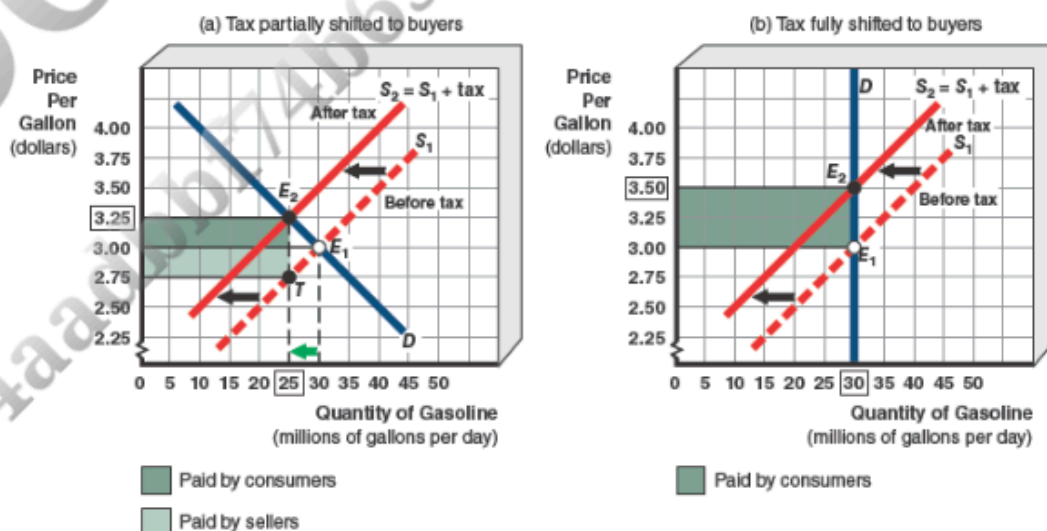 (a) Tax partially shifted to buyers
Price
Per
Gallon
(dollars)
4.00
3.75
3.50
3.25
3.00
2.75
2.50
2.25
S2 = S1 + tax
After tax
S1
Before tax
E2
E1
T
D
0 5 10 15 20 25 30 35 40 45 50
Quantity of Gasoline
(millions of gallons per day)
Paid by consumers
Paid by sellers
(b) Tax fully shifted to buyers
Price
Per
Gallon
(dollars)
4.00
3.75
3.50
3.25
3.00
2.75
2.50
2.25
D
S2 = S1 + tax
After tax
S1
Before tax
E2
E1
0 5 10 15 20 25 30 35 40 45 50
Quantity of Gasoline
(millions of gallons per day)
Paid by consumers